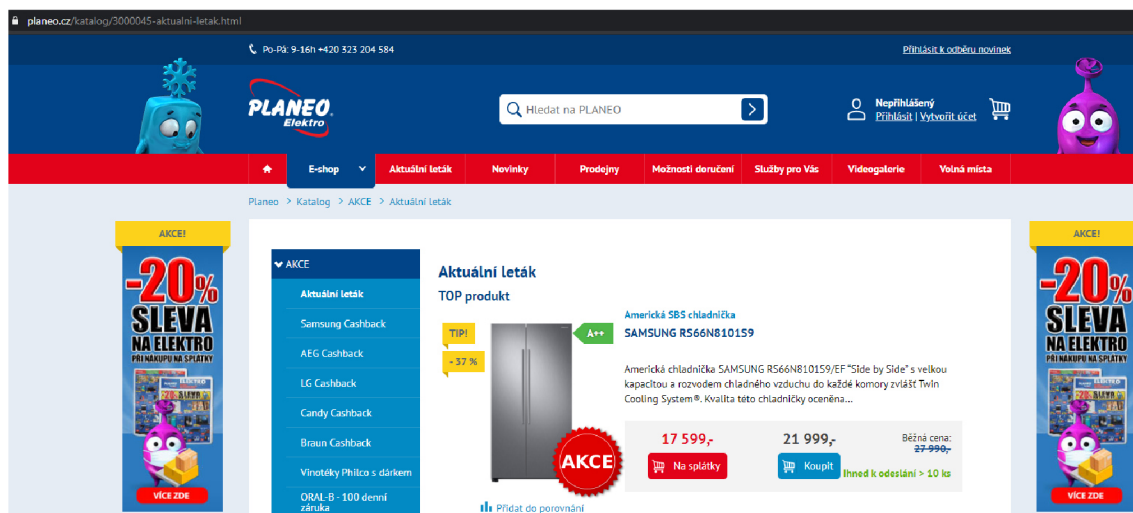 planeo.cz/katalog/3000045-aktualni-letak.html
Po-Pá: 9-16h +420 323 204 584
Přihlásit k odběru novinek
PLANEO
Elektro
Hledat na PLANEO
Nepřihlášený
Přihlásit | Vytvořit účet
E-shop
Aktuální leták
Novinky
Prodejny
Možnosti doručení
Služby pro Vás
Videogalerie
Volná místa
Planeo > Katalog > AKCE > Aktuální leták
AKCE!
-20%
SLEVA
NA ELEKTRO
PŘI NÁKUPU NA SPLÁTKY
VÍCE ZDE
AKCE
Aktuální leták
Samsung Cashback
AEG Cashback
LG Cashback
Candy Cashback
Braun Cashback
Vinotéky Philco s dárkem
ORAL-B - 100 denní
záruka
Aktuální leták
TOP produkt
TIP!
- 37 %
A++
AKCE
Přidat do porovnání
Americká SBS chladnička
SAMSUNG RS66N8101S9
Americká chladnička SAMSUNG RS66N8101S9/EF "Side by Side" s velkou
kapacitou a rozvodem chladného vzduchu do každé komory zvlášť Twin
Cooling System®. Kvalita této chladničky oceněna...
17 599,-
Na splátky
21 999,-
Koupit
Běžná cena:
27 990,-
Ihned k odeslání > 10 ks
AKCE!
-20%
SLEVA
NA ELEKTRO
PŘI NÁKUPU NA SPLÁTKY
VÍCE ZDE